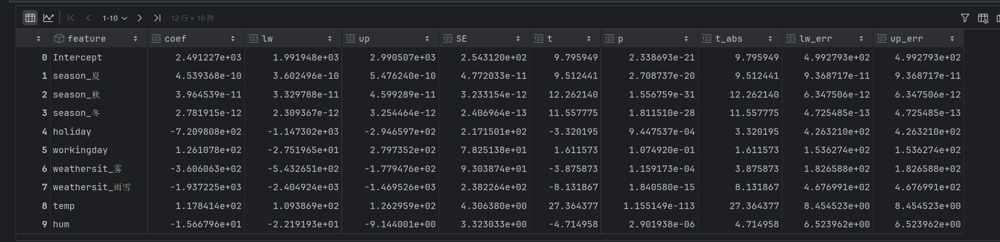 1-10 12 行 × 10 列
feature coef lw up SE t p t_abs lw_err up_err
0 Intercept 2.491227e+03 1.991948e+03 2.990507e+03 2.543120e+02 9.795949 2.338693e-21 9.795949 4.992793e+02 4.992793e+02
1 season_夏 4.539368e-10 3.602496e-10 5.476240e-10 4.772033e-11 9.512441 2.708737e-20 9.512441 9.368717e-11 9.368717e-11
2 season_秋 3.964539e-11 3.329788e-11 4.599289e-11 3.233154e-12 12.262140 1.556759e-31 12.262140 6.347506e-12 6.347506e-12
3 season_冬 2.781915e-12 2.309367e-12 3.254464e-12 2.406964e-13 11.557775 1.811510e-28 11.557775 4.725485e-13 4.725485e-13
4 holiday -7.209808e+02 -1.147302e+03 -2.946597e+02 2.171501e+02 -3.320195 9.447537e-04 3.320195 4.263210e+02 4.263210e+02
5 workingday 1.261078e+02 -2.751965e+01 2.797352e+02 7.825138e+01 1.611573 1.074920e-01 1.611573 1.536274e+02 1.536274e+02
6 weathersit_雾 -3.606063e+02 -5.432651e+02 -1.779476e+02 9.303874e+01 -3.875873 1.159173e-04 3.875873 1.826588e+02 1.826588e+02
7 weathersit_雨雪 -1.937225e+03 -2.404924e+03 -1.469526e+03 2.382264e+02 -8.131867 1.840580e-15 8.131867 4.676991e+02 4.676991e+02
8 temp 1.178414e+02 1.093869e+02 1.262959e+02 4.306380e+00 27.364377 1.155149e-113 27.364377 8.454523e+00 8.454523e+00
9 hum -1.566796e+01 -2.219193e+01 -9.144001e+00 3.323033e+00 -4.714958 2.901938e-06 4.714958 6.523962e+00 6.523962e+00